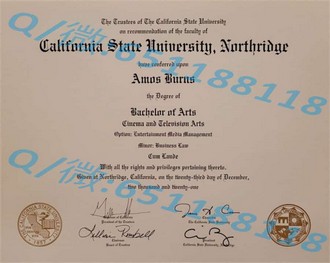 The Trustees of The California State University
on recommendation of the faculty of
California State University, Northridge
have conferred upon
Amos Burns
the Degree of
Bachelor of Arts
Cinema and Television Arts
Option: Entertainment Media Management
Minor: Business Law
Cum Laude
With all the rights and privileges pertaining thereto.
Given at Northridge, California, on the twenty-third day of December,
two thousand and twenty-one
Q/微:651188118
Q/微:651188118